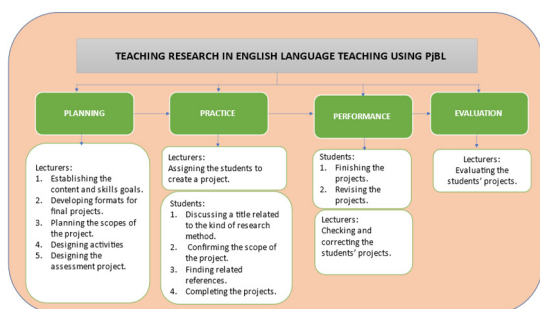 TEACHING RESEARCH IN ENGLISH LANGUAGE TEACHING USING PjBL
PLANNING
PRACTICE
PERFORMANCE
EVALUATION
Lecturers:
1. Establishing the
content and skills goals.
2. Developing formats for
final projects.
3. Planning the scopes of
the project.
4. Designing activities
5. Designing the
assessment project.
Lecturers:
Assigning the students to
create a project.
Students:
1. Discussing a title related
to the kind of research
method.
2. Confirming the scope of
the project.
3. Finding related
references.
4. Completing the projects.
Students:
1. Finishing the
projects.
2. Revising the
projects.
Lecturers:
Checking and
correcting the
students' projects.
Lecturers:
Evaluating the
students' projects.